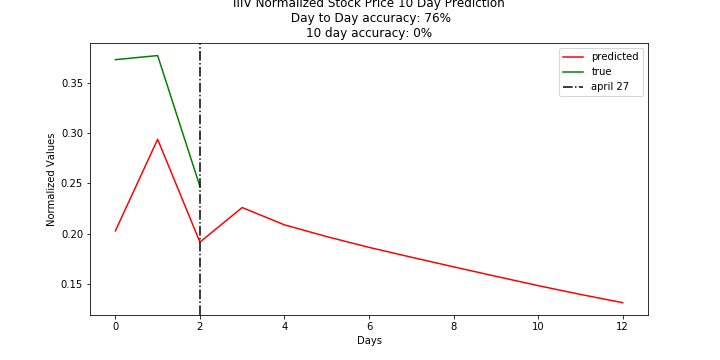 IIIV Normalized Stock Price 10 Day Prediction
Day to Day accuracy: 76%
10 day accuracy: 0%
predicted
true
april 27
Normalized Values
0.35
0.30
0.25
0.20
0.15
0 2 4 6 8 10 12
Days